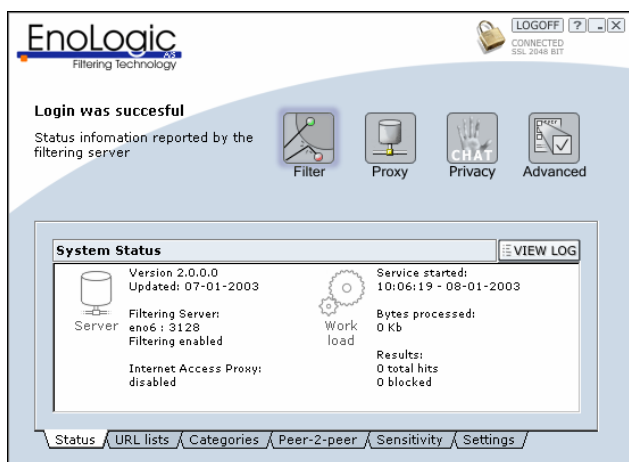 EnoLogic
A/S
Filtering Technology
LOGOFF ? - X
CONNECTED
SSL 2048 BIT
Login was succesful
Status infomation reported by the
filtering server
CHAT
Filter
Proxy
Privacy
Advanced
System Status
VIEW LOG
Server
Version 2.0.0.0
Updated: 07-01-2003
Filtering Server:
eno6 : 3128
Filtering enabled
Internet Access Proxy:
disabled
Work
load
Service started:
10:06:19 - 08-01-2003
Bytes processed:
0 Kb
Results:
0 total hits
0 blocked
Status / URL lists / Categories / Peer-2-peer / Sensitivity / Settings /